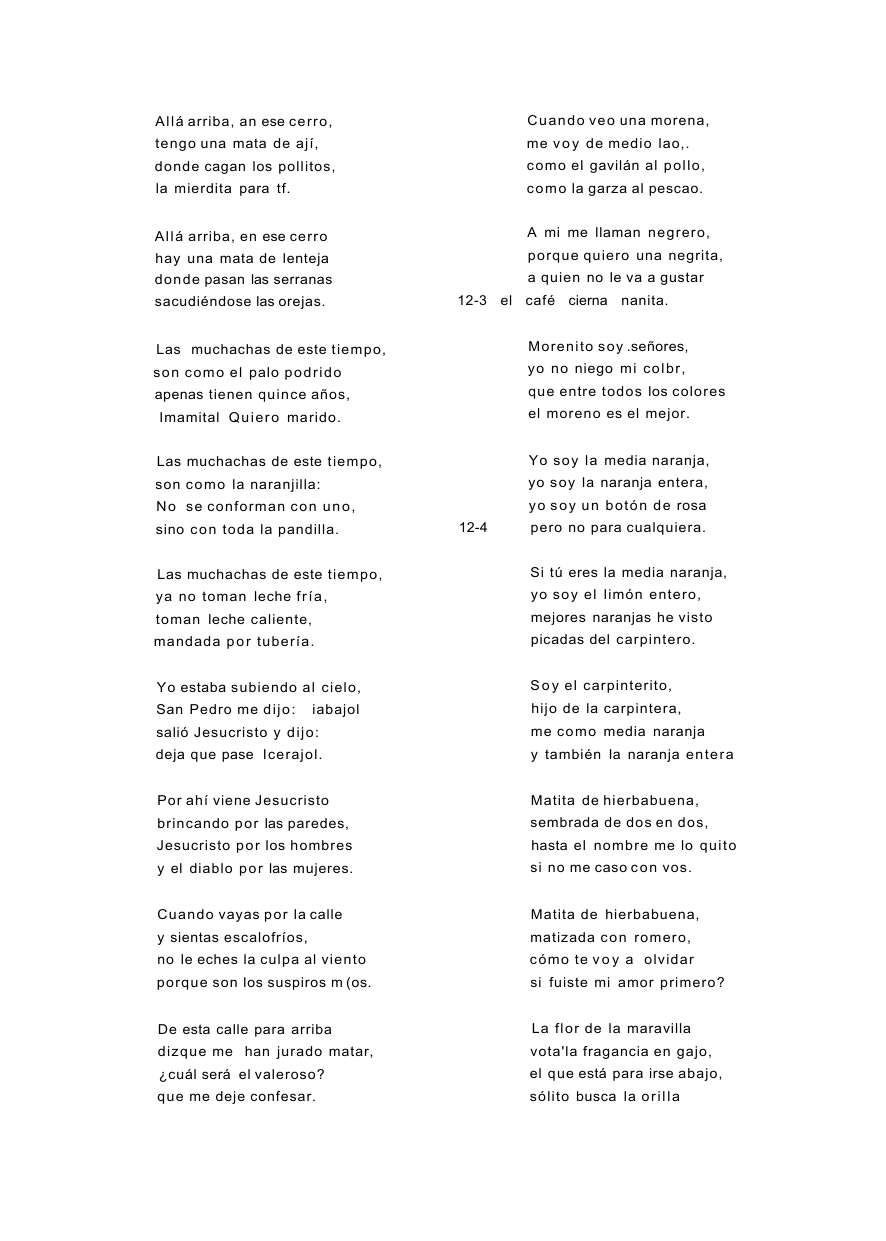 Allá arriba, an ese cerro,
tengo una mata de ají,
donde cagan los pollitos,
la mierdita para tf.

Allá arriba, en ese cerro
hay una mata de lenteja
donde pasan las serranas
sacudiéndose las orejas.

Las muchachas de este tiempo,
son como el palo podrido
apenas tienen quince años,
Imamital Quiero marido.

Las muchachas de este tiempo,
son como la naranjilla:
No se conforman con uno,
sino con toda la pandilla.

Las muchachas de este tiempo,
ya no toman leche fría,
toman leche caliente,
mandada por tubería.

Yo estaba subiendo al cielo,
San Pedro me dijo: iabajol
salió Jesucristo y dijo:
deja que pase Icerajol.

Por ahí viene Jesucristo
brincando por las paredes,
Jesucristo por los hombres
y el diablo por las mujeres.

Cuando vayas por la calle
y sientas escalofríos,
no le eches la culpa al viento
porque son los suspiros m (os.

De esta calle para arriba
dizque me han jurado matar,
¿cuál será el valeroso?
que me deje confesar.

Cuando veo una morena,
me voy de medio lao,.
como el gavilán al pollo,
como la garza al pescao.

A mi me llaman negrero,
porque quiero una negrita,
a quien no le va a gustar
12-3 el café cierna nanita.

Morenito soy .señores,
yo no niego mi colbr,
que entre todos los colores
el moreno es el mejor.

Yo soy la media naranja,
yo soy la naranja entera,
yo soy un botón de rosa
12-4 pero no para cualquiera.

Si tú eres la media naranja,
yo soy el limón entero,
mejores naranjas he visto
picadas del carpintero.

Soy el carpinterito,
hijo de la carpintera,
me como media naranja
y también la naranja entera

Matita de hierbabuena,
sembrada de dos en dos,
hasta el nombre me lo quito
si no me caso con vos.

Matita de hierbabuena,
matizada con romero,
cómo te voy a olvidar
si fuiste mi amor primero?

La flor de la maravilla
vota'la fragancia en gajo,
el que está para irse abajo,
sólito busca la orilla